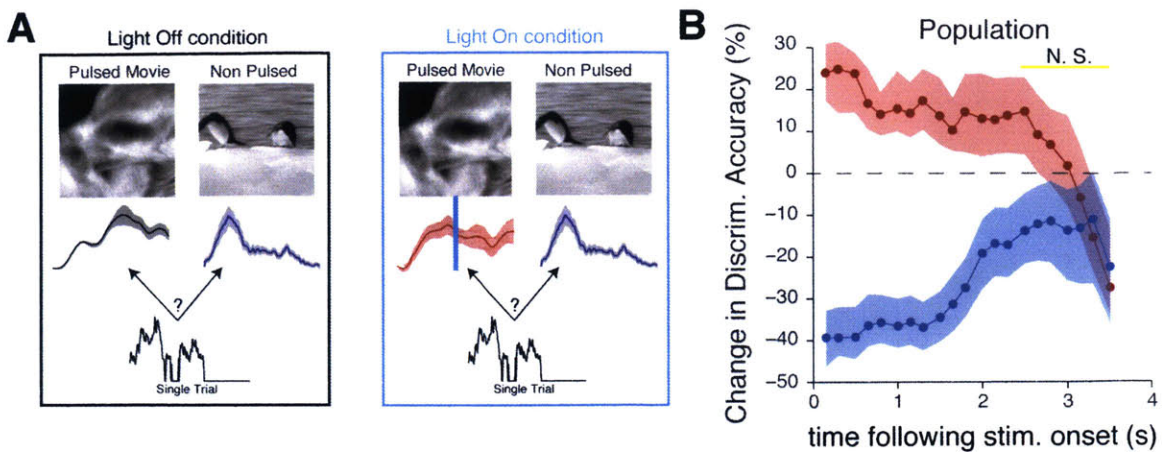 A
Light Off condition
Pulsed Movie
Non Pulsed
?
Single Trial
Light On condition
Pulsed Movie
Non Pulsed
?
Single Trial
B
Population
N. S.
Change in Discrim. Accuracy (%)
30
20
10
0
-10
-20
-30
-40
-50
0
1
2
3
4
time following stim. onset (s)